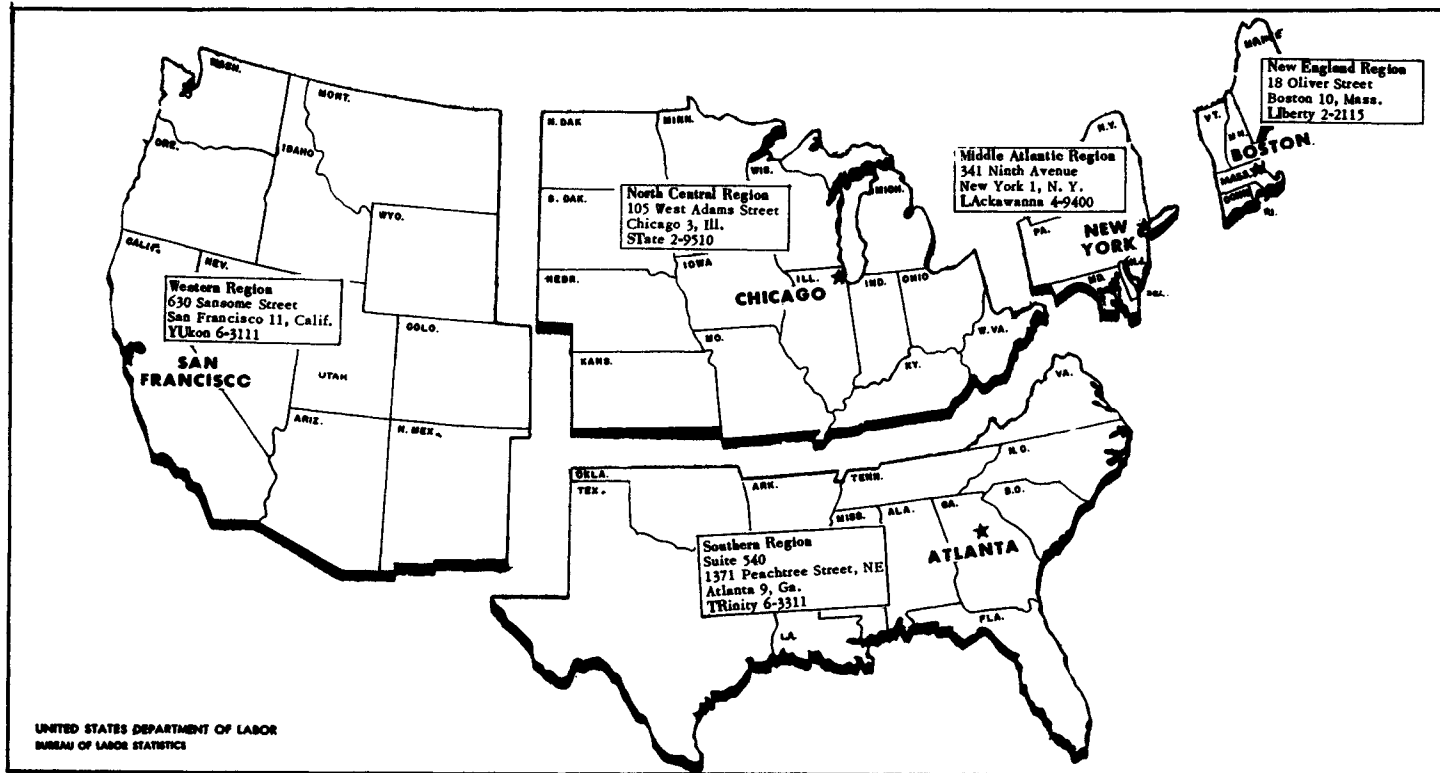 WASH.
MONT.
ORE.
IDAHO
WYO.
CALIF.
NEV.
Western Region
630 Sansome Street
San Francisco 11, Calif.
YUkon 6-3111
SAN
FRANCISCO
UTAH
COLO.
ARIZ.
N. MEX.
N. DAK
MINN.
WIS.
S. DAK.
MICH.
North Central Region
105 West Adams Street
Chicago 3, Ill.
STate 2-9510
NEBR.
IOWA
ILL.
IND.
OHIO
CHICAGO
KANS.
MO.
KY.
W. VA.
N.Y.
Middle Atlantic Region
341 Ninth Avenue
New York 1, N. Y.
LAckawanna 4-9400
PA.
NEW
YORK
N.J.
MD.
DEL.
MAINE
New England Region
18 Oliver Street
Boston 10, Mass.
LIberty 2-2115
VT.
N.H.
BOSTON
MASS.
CONN.
R.I.
VA.
OKLA.
TEX.
ARK.
TENN.
N.C.
S.C.
MISS.
ALA.
GA.
Southern Region
Suite 540
1371 Peachtree Street, NE
Atlanta 9, Ga.
TRinity 6-3311
ATLANTA
LA.
FLA.
UNITED STATES DEPARTMENT OF LABOR
BUREAU OF LABOR STATISTICS